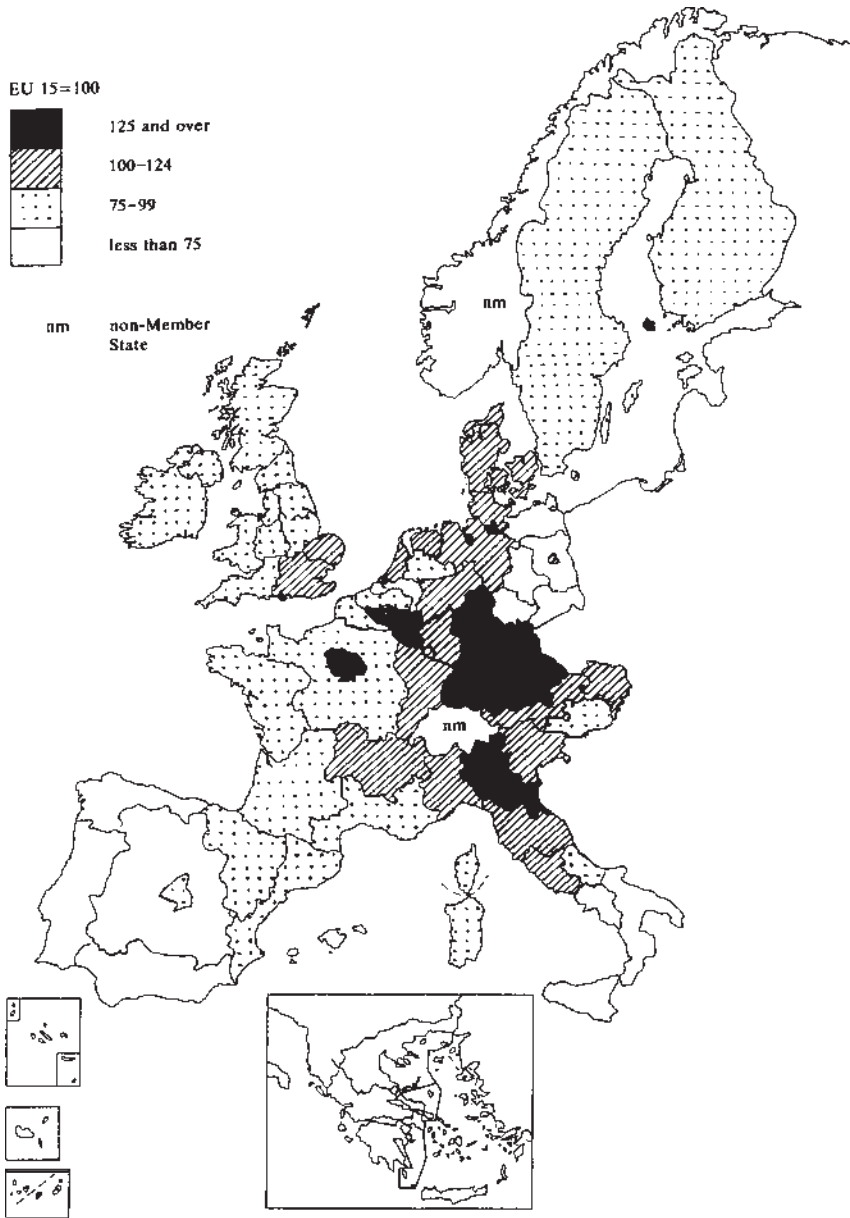 EU 15=100
125 and over
100-124
75-99
less than 75
nm non-Member
State
nm
nm